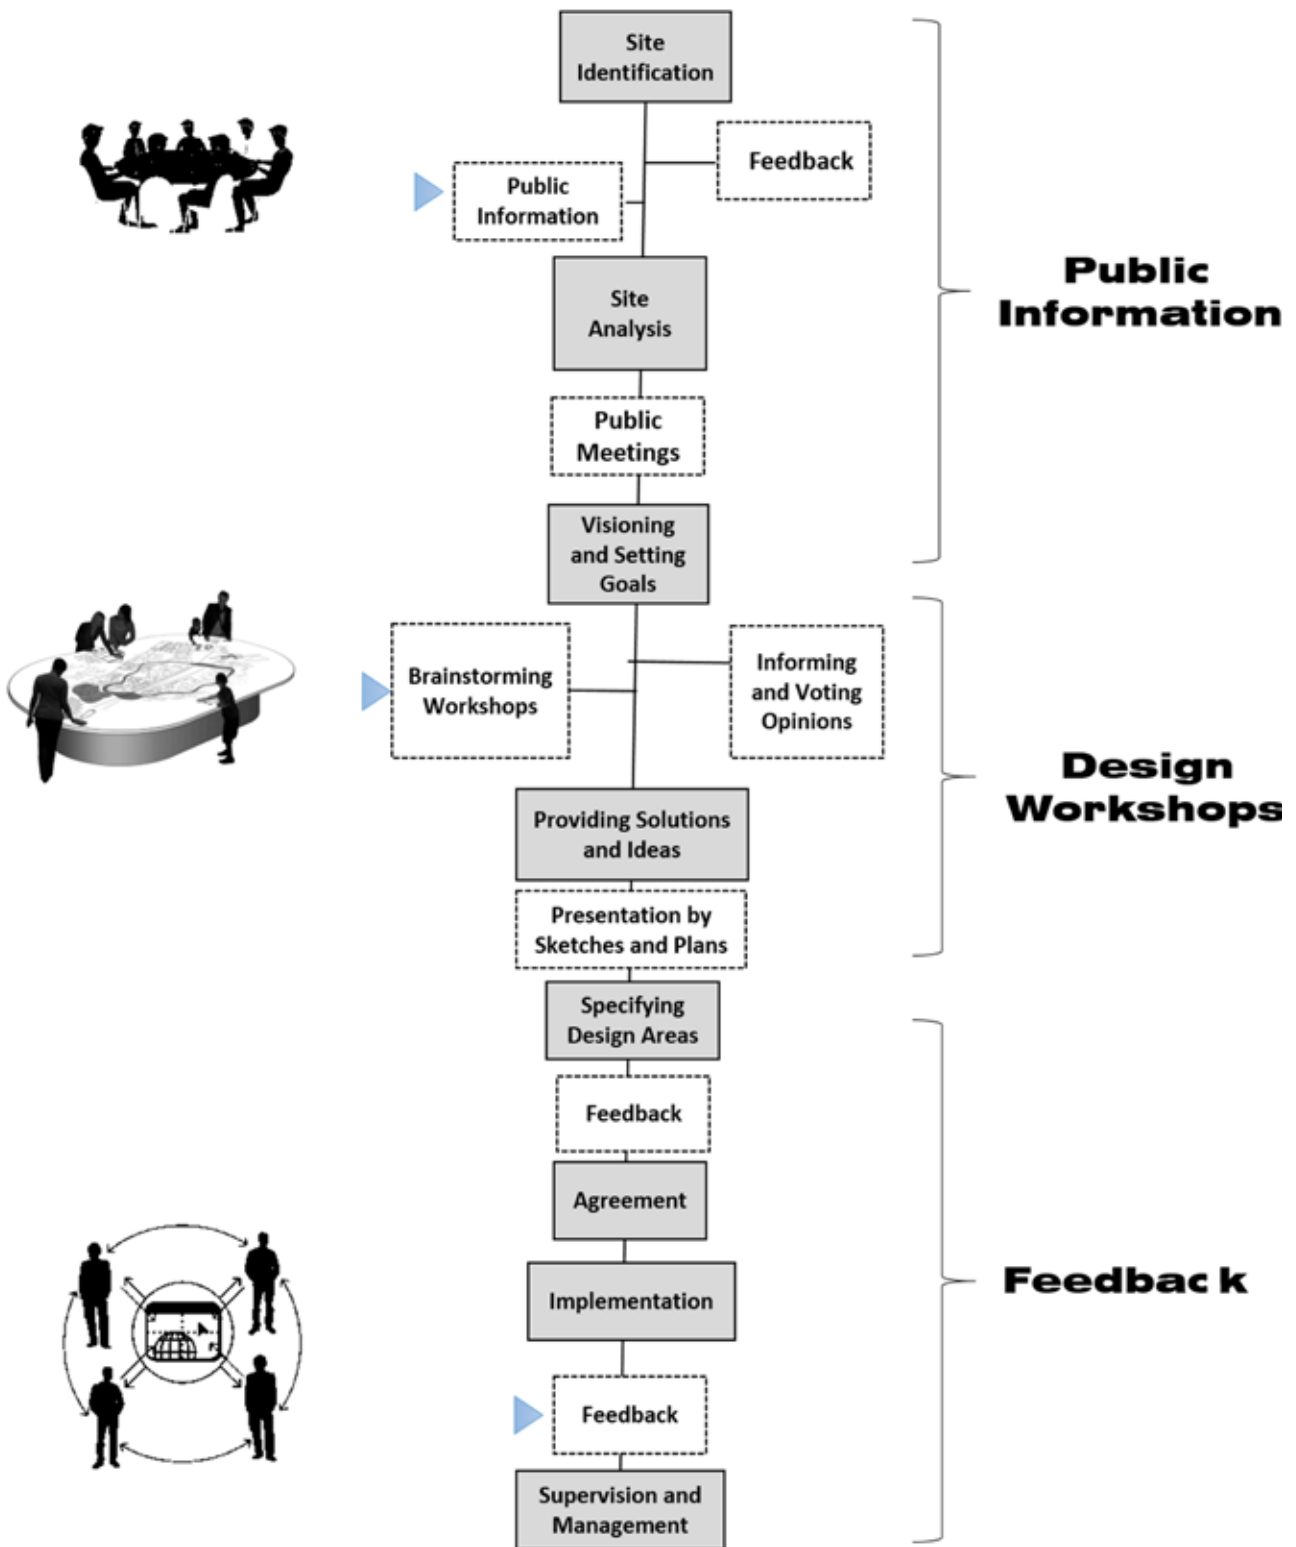 Site
Identification
Feedback
Public
Information
Site
Analysis
Public
Meetings
Visioning
and Setting
Goals
Public
Information
Brainstorming
Workshops
Informing
and Voting
Opinions
Providing Solutions
and Ideas
Presentation by
Sketches and Plans
Design
Workshops
Specifying
Design Areas
Feedback
Agreement
Implementation
Feedback
Supervision and
Management
Feedback